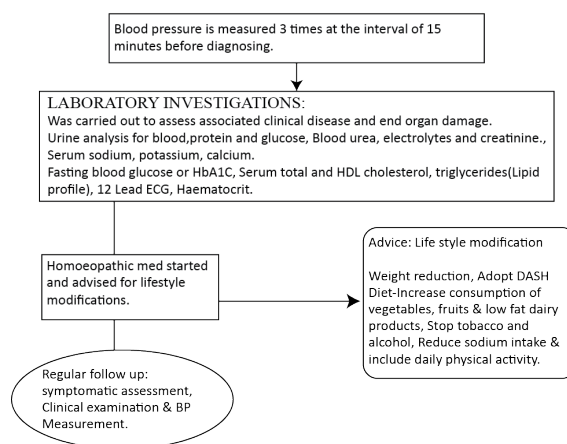 Blood pressure is measured 3 times at the interval of 15
minutes before diagnosing.
LABORATORY INVESTIGATIONS:
Was carried out to assess associated clinical disease and end organ damage.
Urine analysis for blood,protein and glucose, Blood urea, electrolytes and creatinine.,
Serum sodium, potassium, calcium.
Fasting blood glucose or HbA1C, Serum total and HDL cholesterol, triglycerides(Lipid
profile), 12 Lead ECG, Haematocrit.
Homoeopathic med started
and advised for lifestyle
modifications.
Advice: Life style modification
Weight reduction, Adopt DASH
Diet-Increase consumption of
vegetables, fruits & low fat dairy
products, Stop tobacco and
alcohol, Reduce sodium intake &
include daily physical activity.
Regular follow up:
symptomatic assessment,
Clinical examination & BP
Measurement.